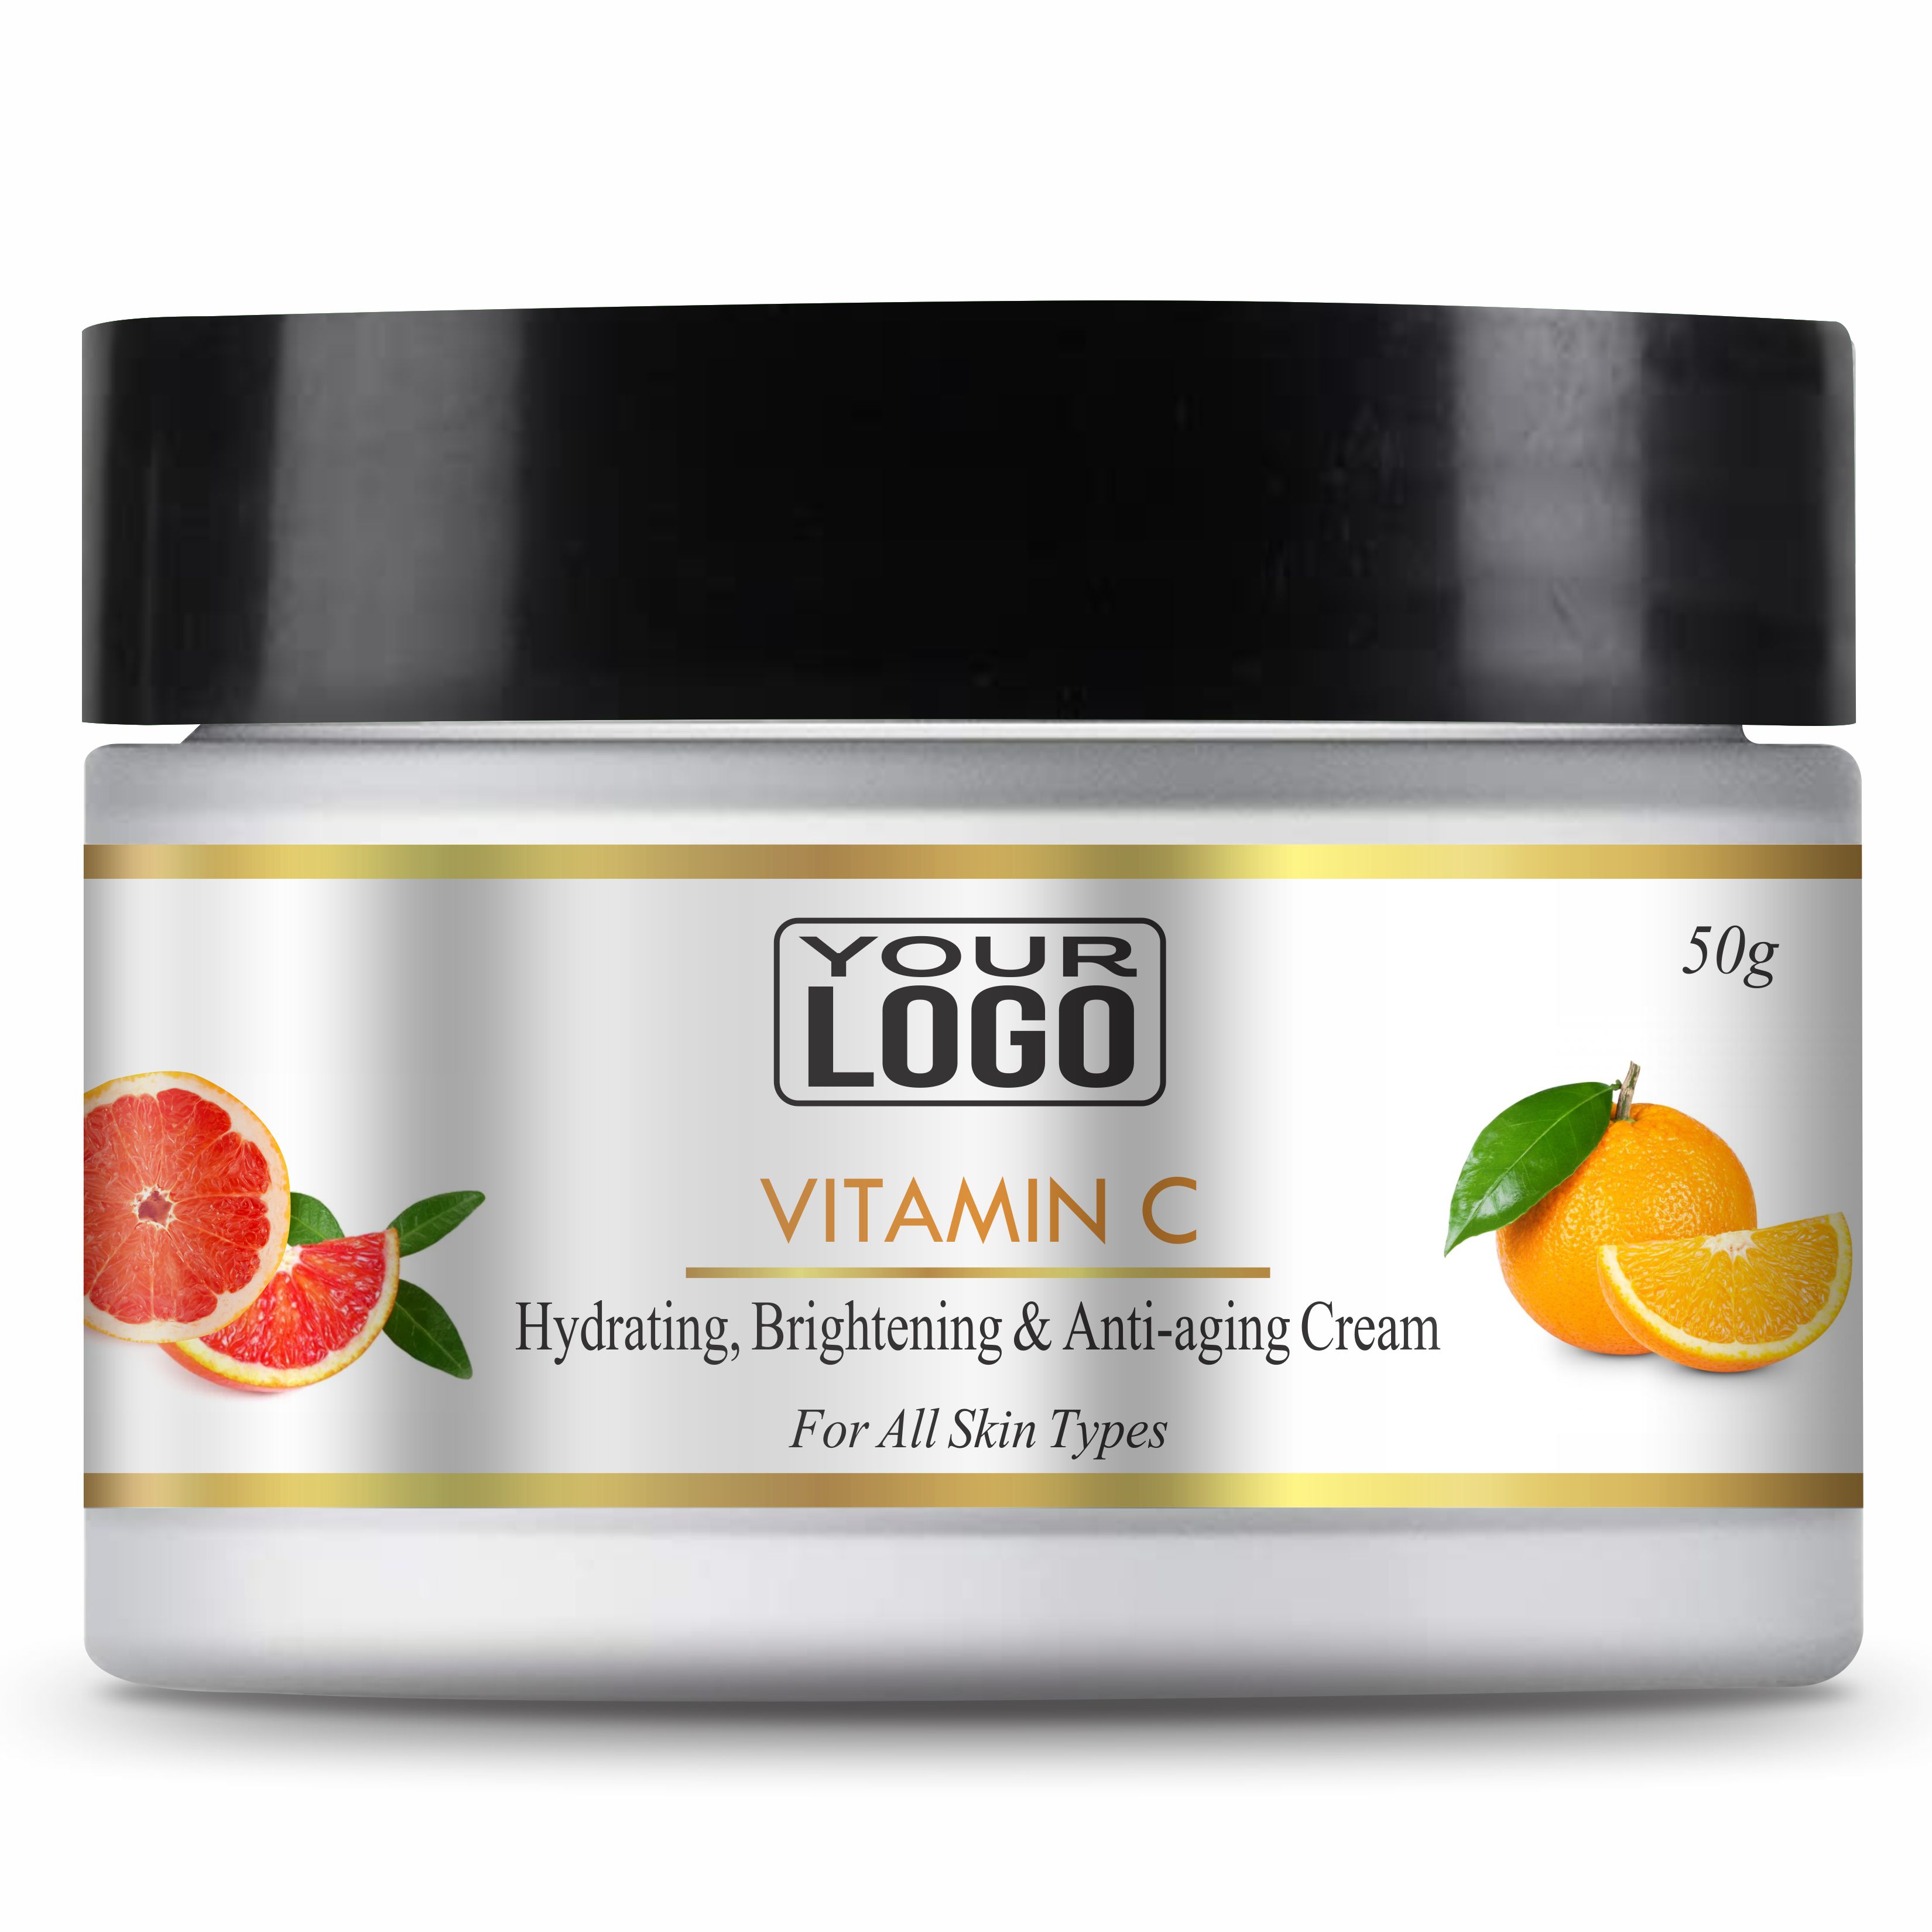 YOUR
LOGO
50g
VITAMIN C
Hydrating, Brightening & Anti-aging Cream
For All Skin Types